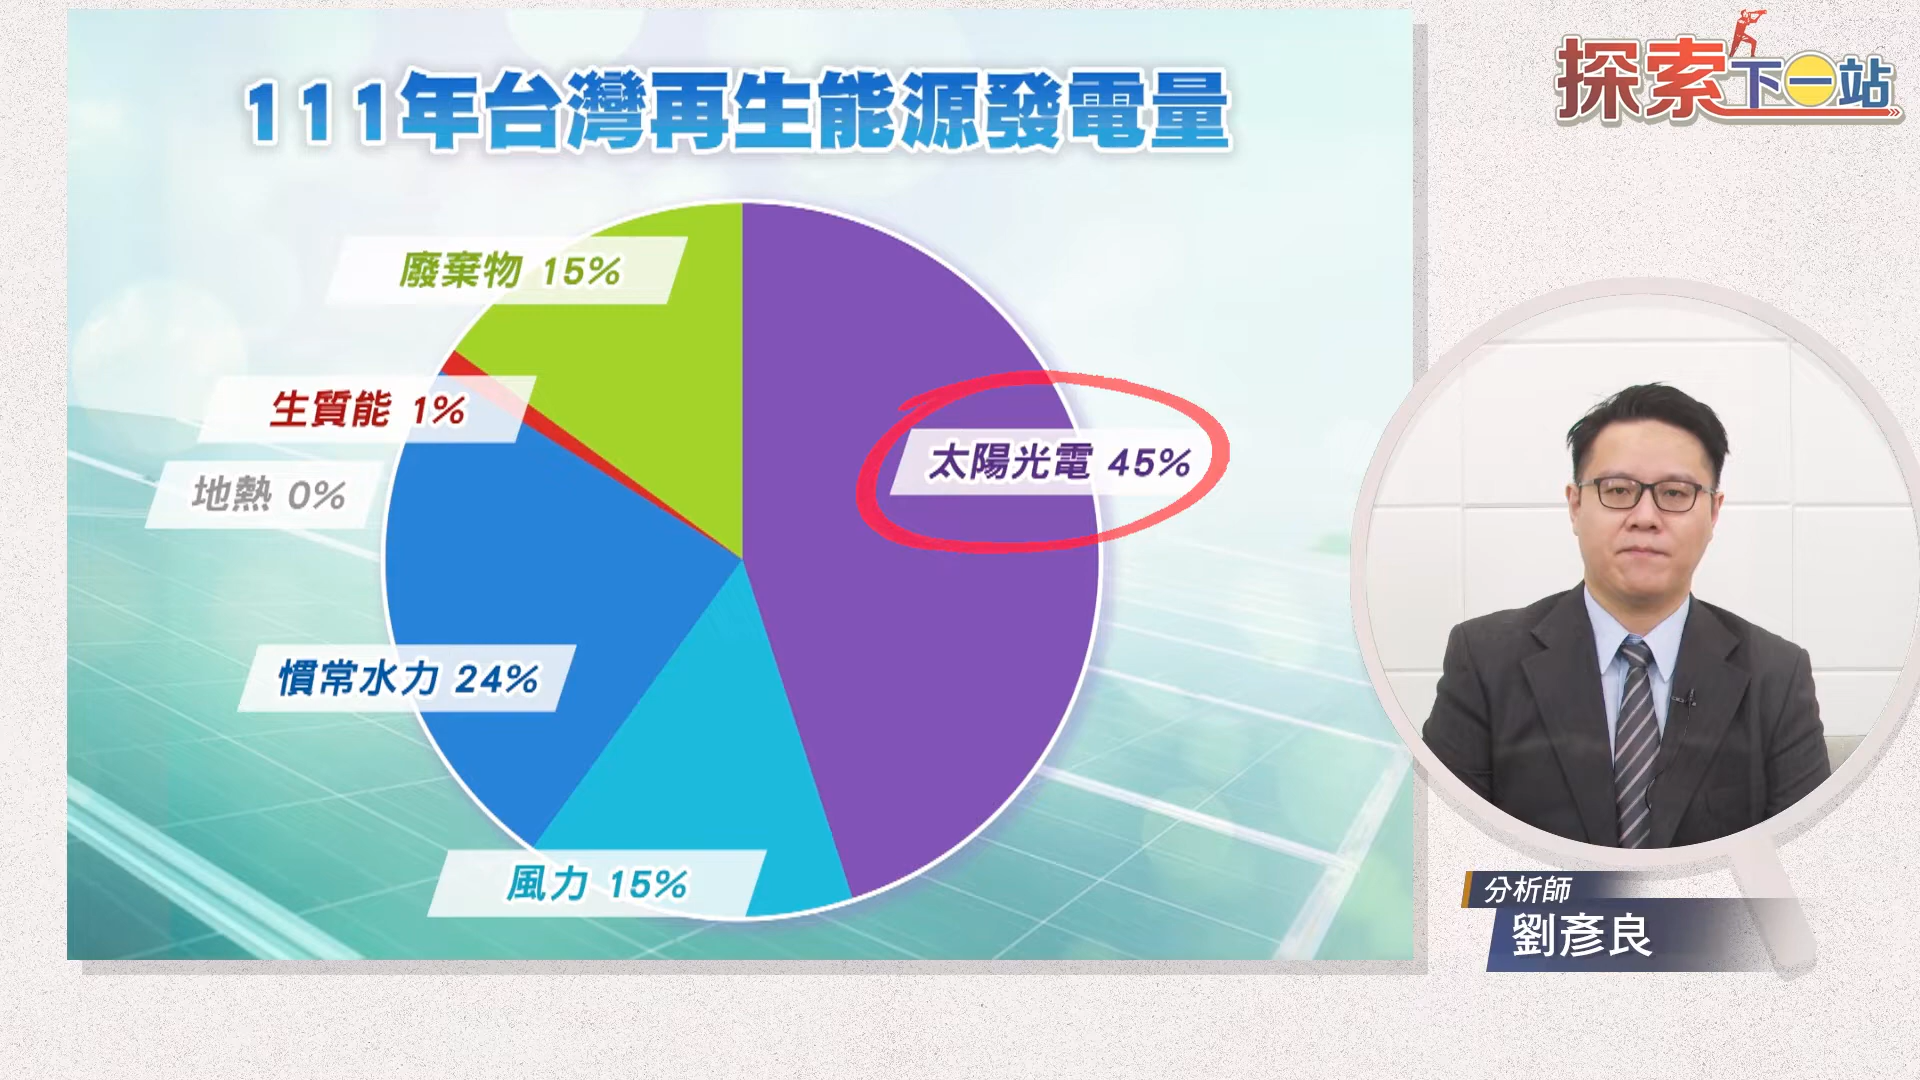 111年台灣再生能源發電量
探索下一站
廢棄物 15%
生質能 1%
太陽光電 45%
地熱 0%
慣常水力 24%
風力 15%
分析師
劉彥良